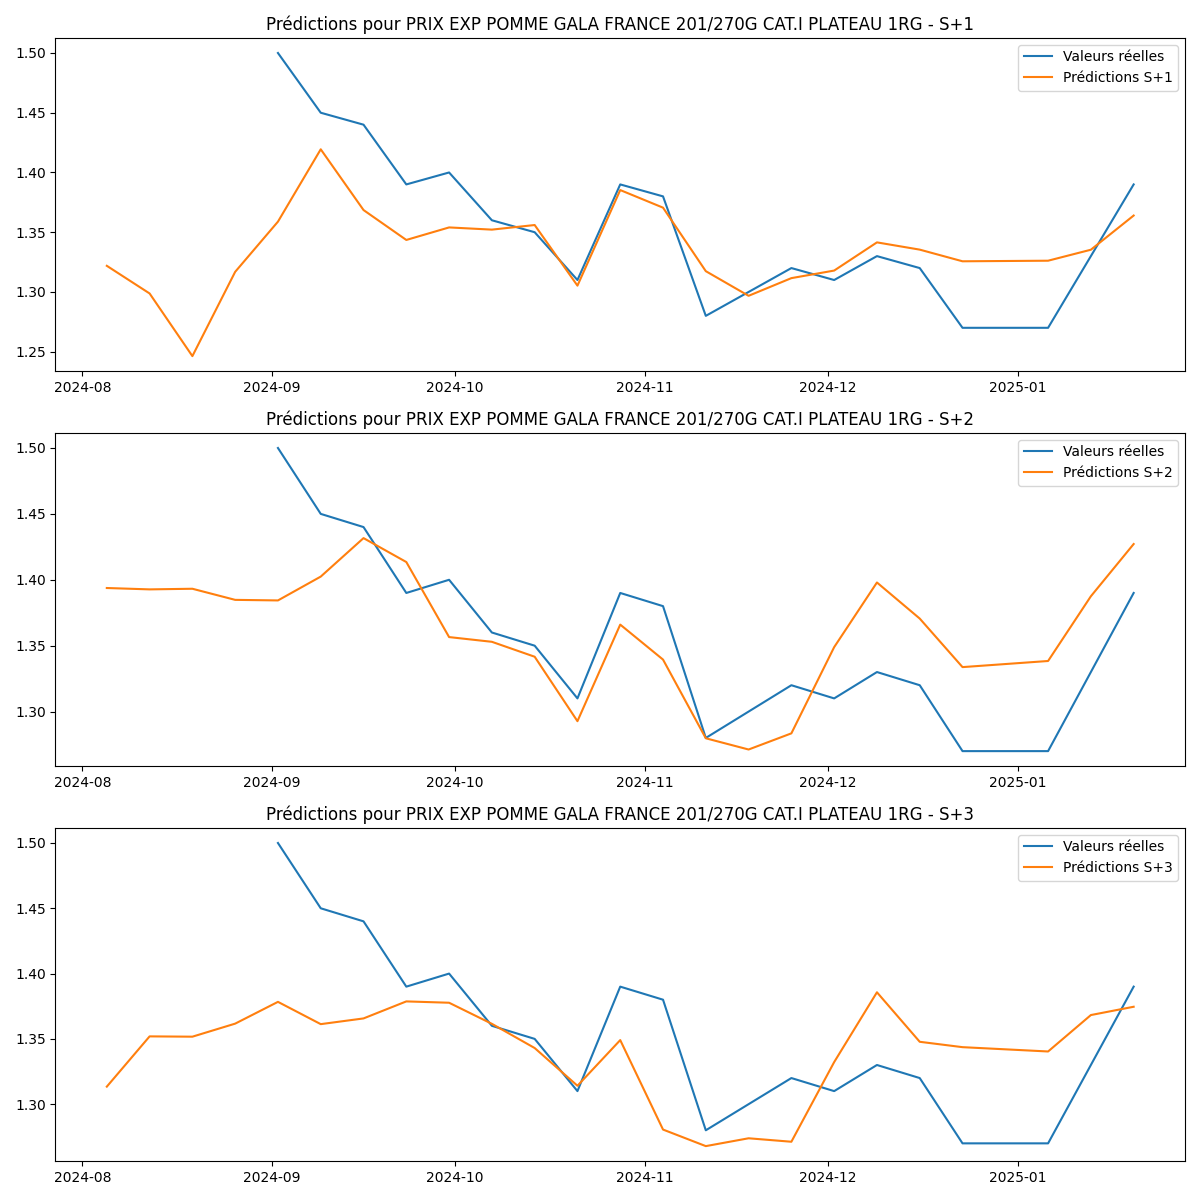 Prédictions pour PRIX EXP POMME GALA FRANCE 201/270G CAT.I PLATEAU 1RG - S+1
Valeurs réelles
Prédictions S+1
1.50
1.45
1.40
1.35
1.30
1.25
2024-08 2024-09 2024-10 2024-11 2024-12 2025-01
Prédictions pour PRIX EXP POMME GALA FRANCE 201/270G CAT.I PLATEAU 1RG - S+2
Valeurs réelles
Prédictions S+2
1.50
1.45
1.40
1.35
1.30
2024-08 2024-09 2024-10 2024-11 2024-12 2025-01
Prédictions pour PRIX EXP POMME GALA FRANCE 201/270G CAT.I PLATEAU 1RG - S+3
Valeurs réelles
Prédictions S+3
1.50
1.45
1.40
1.35
1.30
2024-08 2024-09 2024-10 2024-11 2024-12 2025-01